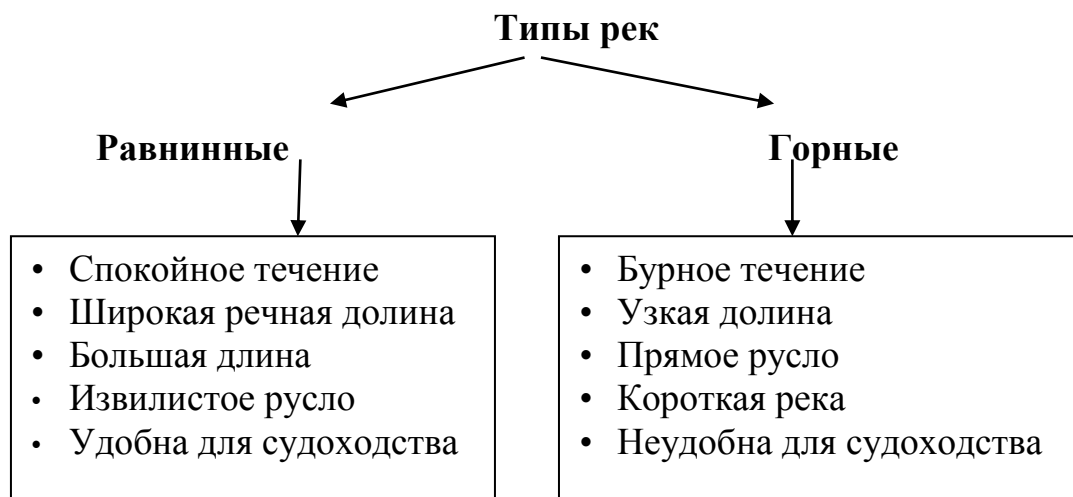 Типы рек
Равнинные
Горные
• Спокойное течение
• Широкая речная долина
• Большая длина
• Извилистое русло
• Удобна для судоходства
• Бурное течение
• Узкая долина
• Прямое русло
• Короткая река
• Неудобна для судоходства